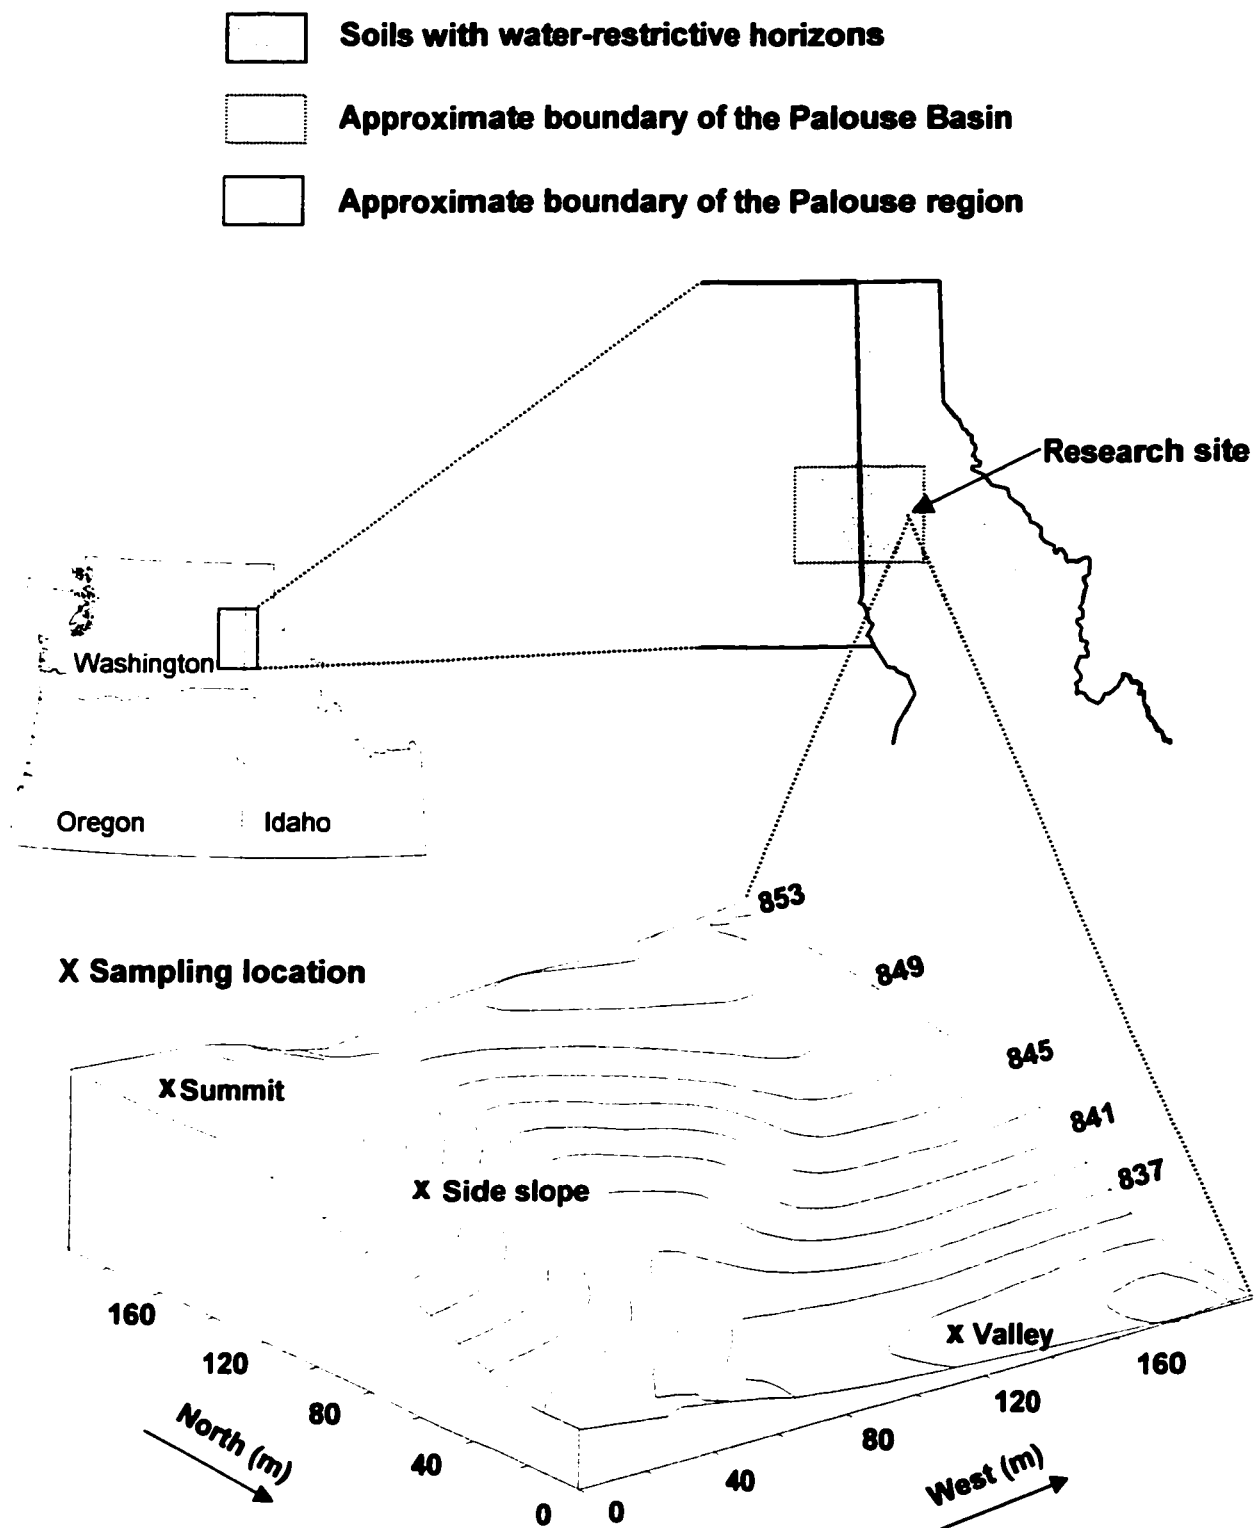 Soils with water-restrictive horizons
Approximate boundary of the Palouse Basin
Approximate boundary of the Palouse region
Research site
Washington
Oregon
Idaho
853
X Sampling location
849
845
X Summit
841
837
X Side slope
160
X Valley
120
160
80
120
North (m)
40
80
West (m)
40
0
0